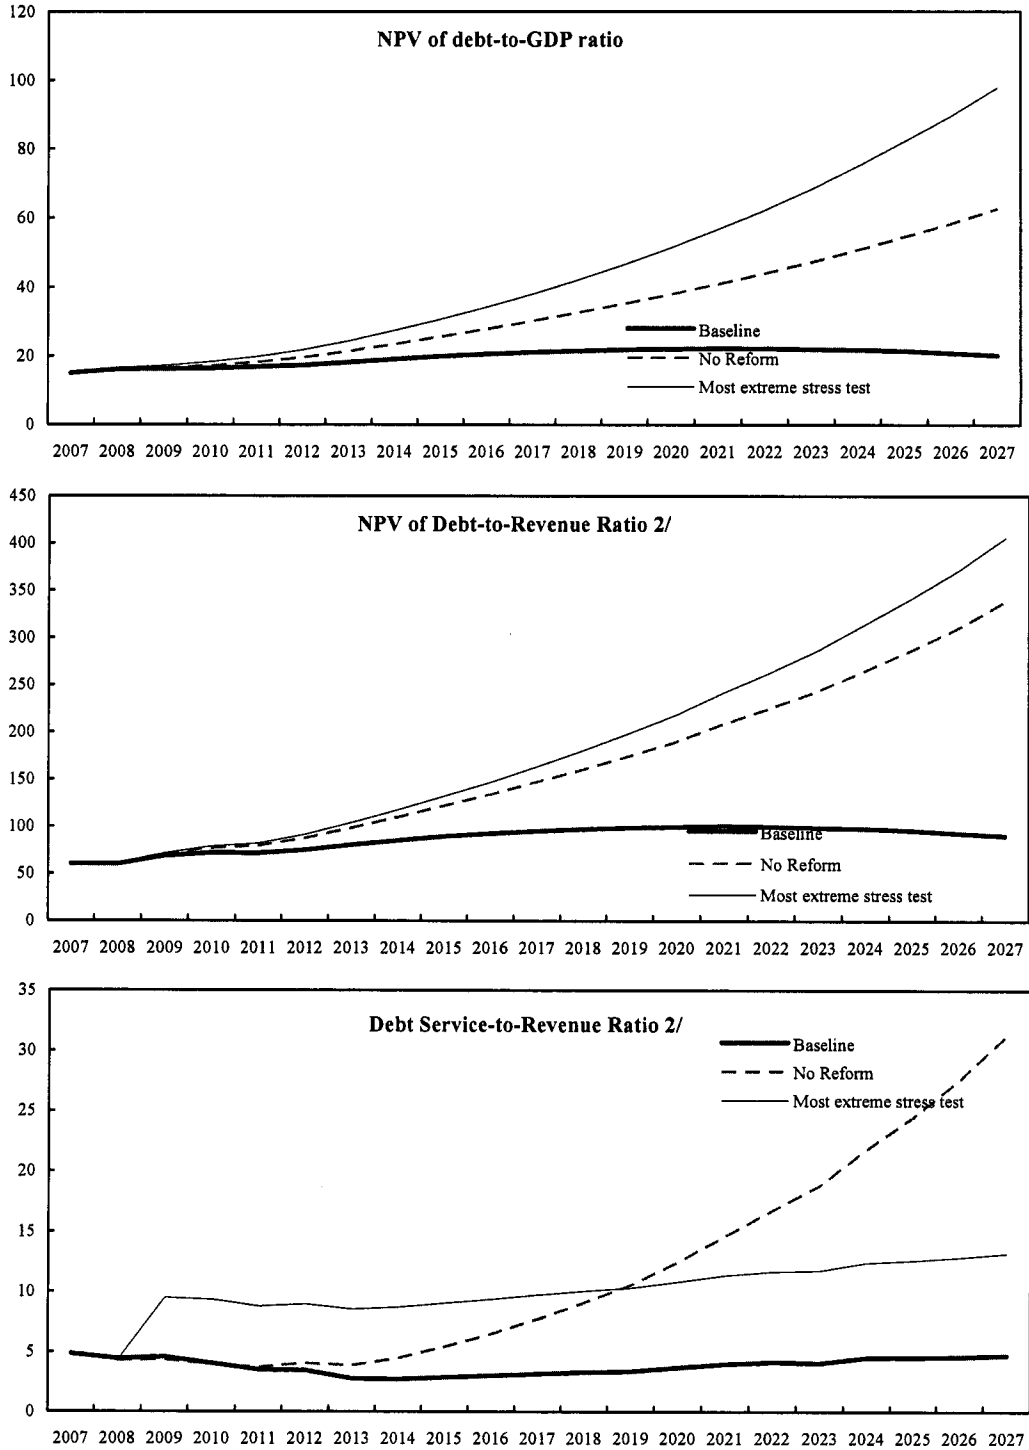 NPV of debt-to-GDP ratio
120
100
80
60
40
20
0
Baseline
No Reform
Most extreme stress test
2007 2008 2009 2010 2011 2012 2013 2014 2015 2016 2017 2018 2019 2020 2021 2022 2023 2024 2025 2026 2027
NPV of Debt-to-Revenue Ratio 2/
450
400
350
300
250
200
150
100
50
0
Baseline
No Reform
Most extreme stress test
2007 2008 2009 2010 2011 2012 2013 2014 2015 2016 2017 2018 2019 2020 2021 2022 2023 2024 2025 2026 2027
Debt Service-to-Revenue Ratio 2/
35
30
25
20
15
10
5
0
Baseline
No Reform
Most extreme stress test
2007 2008 2009 2010 2011 2012 2013 2014 2015 2016 2017 2018 2019 2020 2021 2022 2023 2024 2025 2026 2027